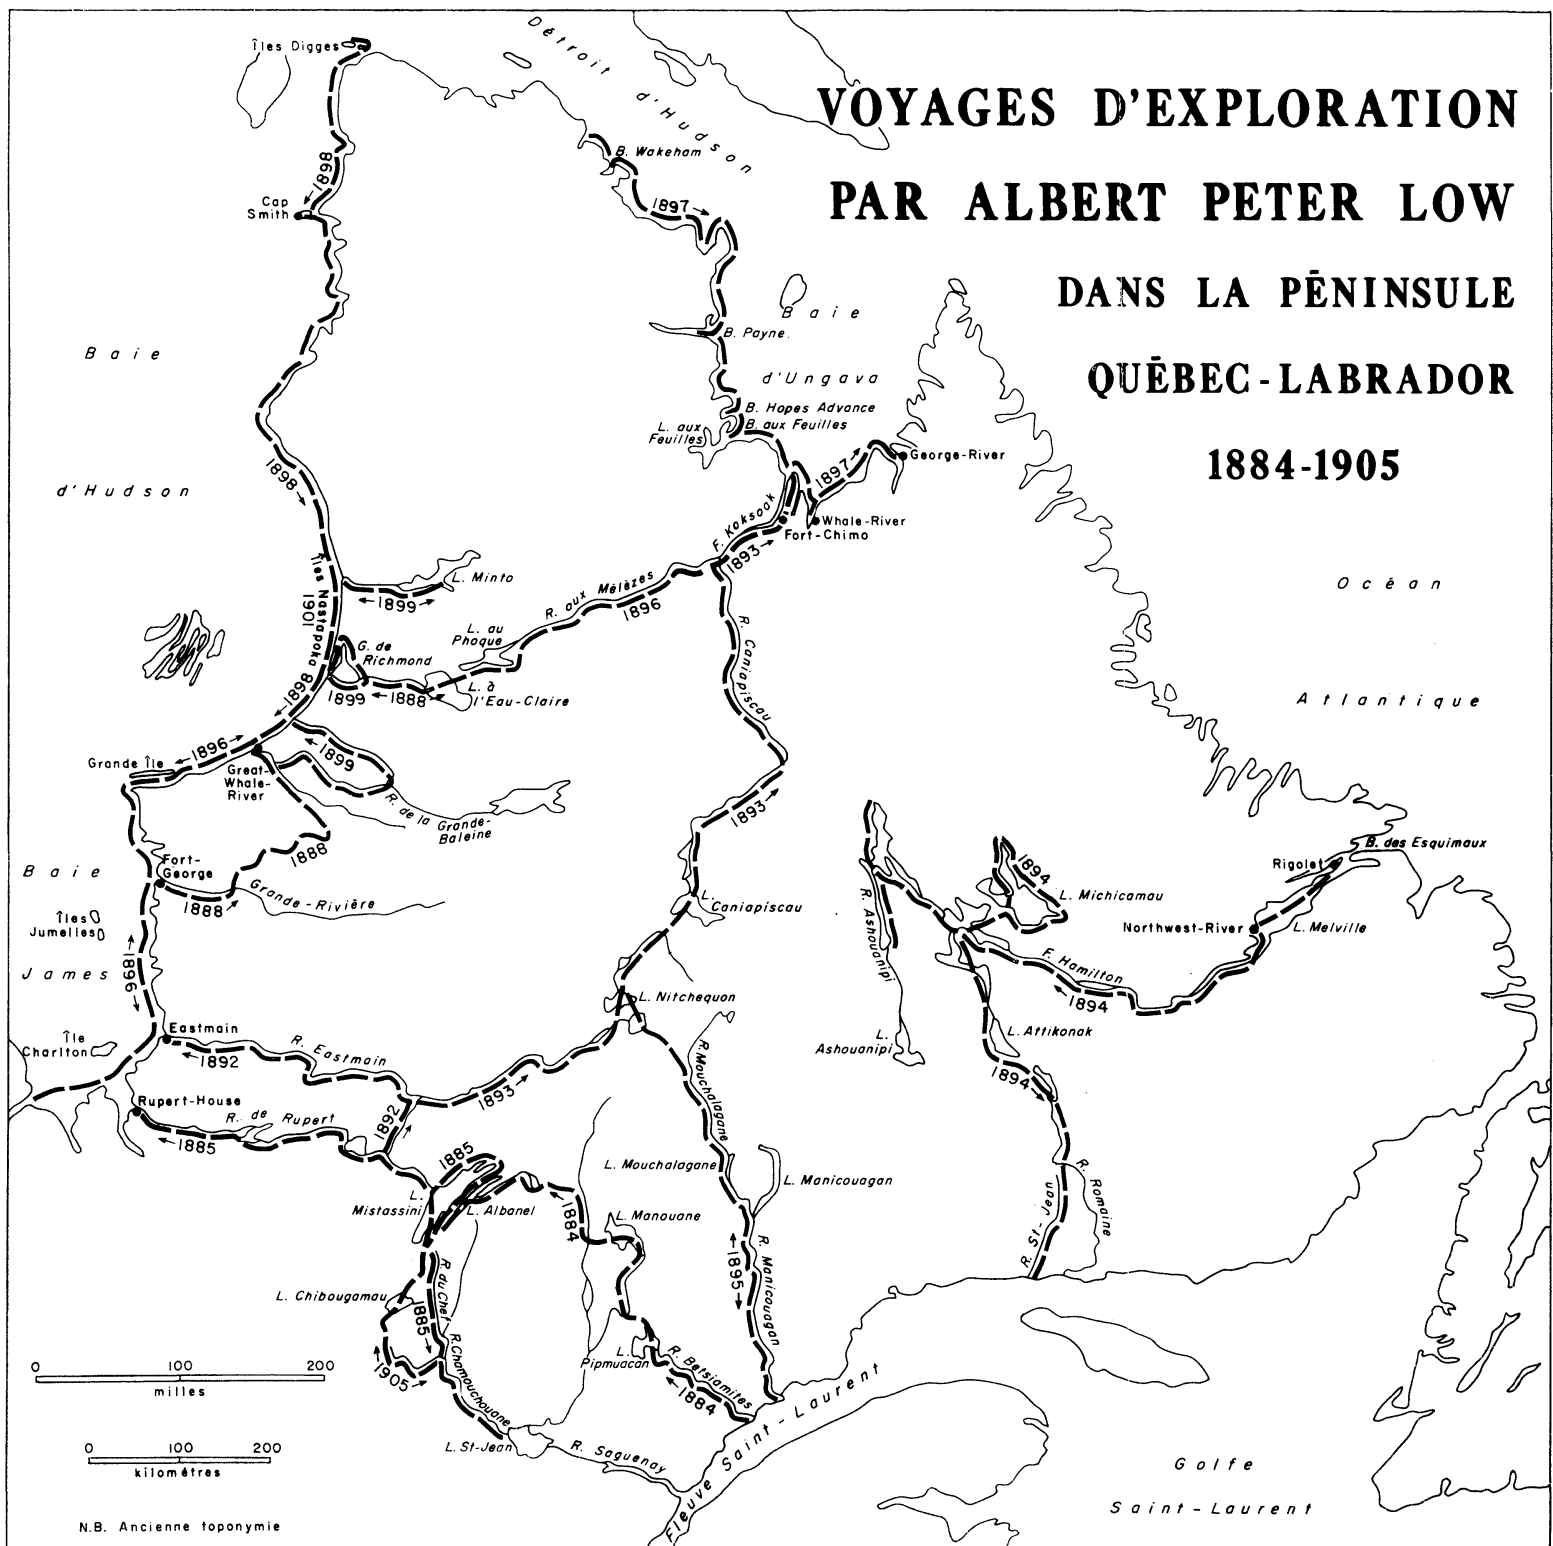 VOYAGES D'EXPLORATION
PAR ALBERT PETER LOW
DANS LA PÉNINSULE
QUÉBEC-LABRADOR
1884-1905
Îles Digges
Détroit
d'Hudson
B. Wakeham
1898
Cap
Smith
1897
Baie
d'Ungava
B. Payne
B. Hopes Advance
B. aux Feuilles
L. aux
Feuilles
Baie
d'Hudson
1898
1897
George-River
Whale-River
Fort-Chimo
F. Koksoak
1893
L. Minto
1899
Îles Nastapoka
1901
R. aux Mélèzes
1896
L. au
Phoque
G. de
Richmond
1899
1888
L. à
l'Eau-Claire
R. Caniapiscau
Océan
Atlantique
1898
1896
1899
Grande Île
Great-
Whale-
River
R. de la Grande-
Baleine
1888
1893
Fort-
George
1888
Grande-Rivière
Baie
James
Îles
Jumelles
1896
L.
Caniapiscau
R. Ashouanipi
L.
Ashouanipi
1894
L. Michicamau
B. des Esquimaux
Rigolet
Northwest-River
L. Melville
F. Hamilton
1894
L. Nitchequon
L. Attikonak
1894
Île
Charlton
Eastmain
1892
R. Eastmain
1893
R. Mouchalagane
Rupert-House
R. de Rupert
1885
1892
1885
L.
Mistassini
L. Albanel
1884
L. Mouchalagane
L. Manicouagan
L. Manouane
R. St-Jean
R. Romaine
1895
R. Manicouagan
L. Chibougamau
R. du Chef
1885
R. Chamouchouane
1905
L.
Pipmuacan
R. Betsiamites
1884
L. St-Jean
R. Saguenay
Fleuve Saint-Laurent
Golfe
Saint-Laurent
0 100 200
milles
0 100 200
kilomètres
N.B. Ancienne toponymie